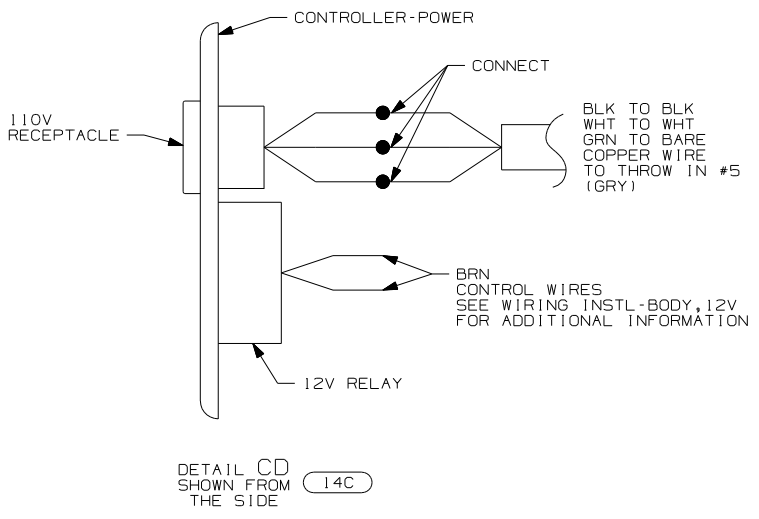 CONTROLLER-POWER
CONNECT
110V
RECEPTACLE
BLK TO BLK
WHT TO WHT
GRN TO BARE
COPPER WIRE
TO THROW IN #5
(GRY)
BRN
CONTROL WIRES
SEE WIRING INSTL-BODY,12V
FOR ADDITIONAL INFORMATION
12V RELAY
DETAIL CD
SHOWN FROM
THE SIDE
14C